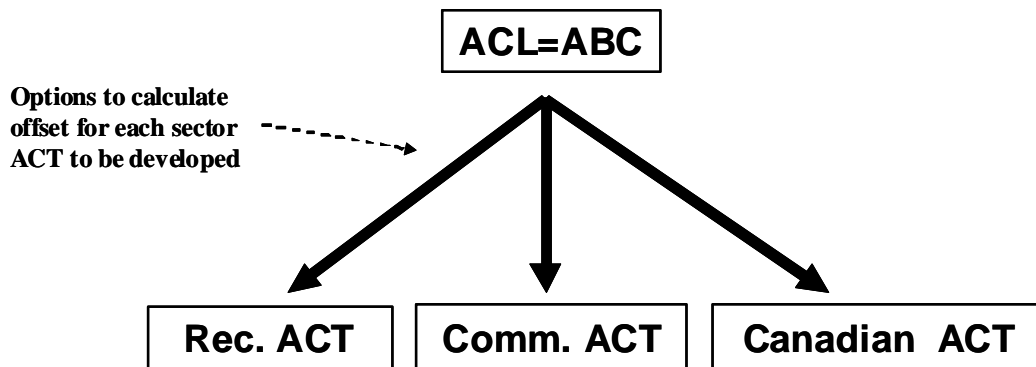 ACL=ABC
Options to calculate
offset for each sector
ACT to be developed
Rec. ACT
Comm. ACT
Canadian ACT